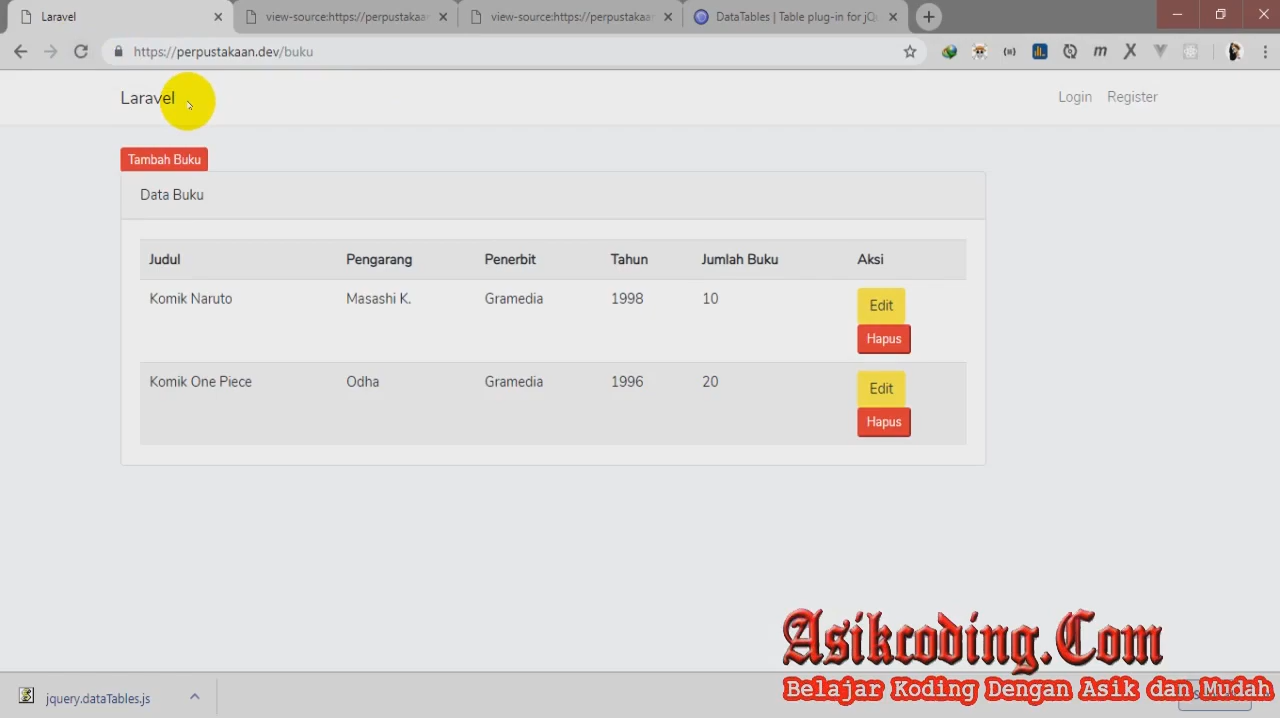 Laravel
view-source:https://perpustakaa
view-source:https://perpustakaa
DataTables | Table plug-in for jQu
https://perpustakaan.dev/buku
Laravel
Login Register
Tambah Buku
Data Buku
Judul Pengarang Penerbit Tahun Jumlah Buku Aksi
Komik Naruto Masashi K. Gramedia 1998 10 Edit
Hapus
Komik One Piece Odha Gramedia 1996 20 Edit
Hapus
Asikcoding.Com
Belajar Koding Dengan Asik dan Mudah
jquery.dataTables.js